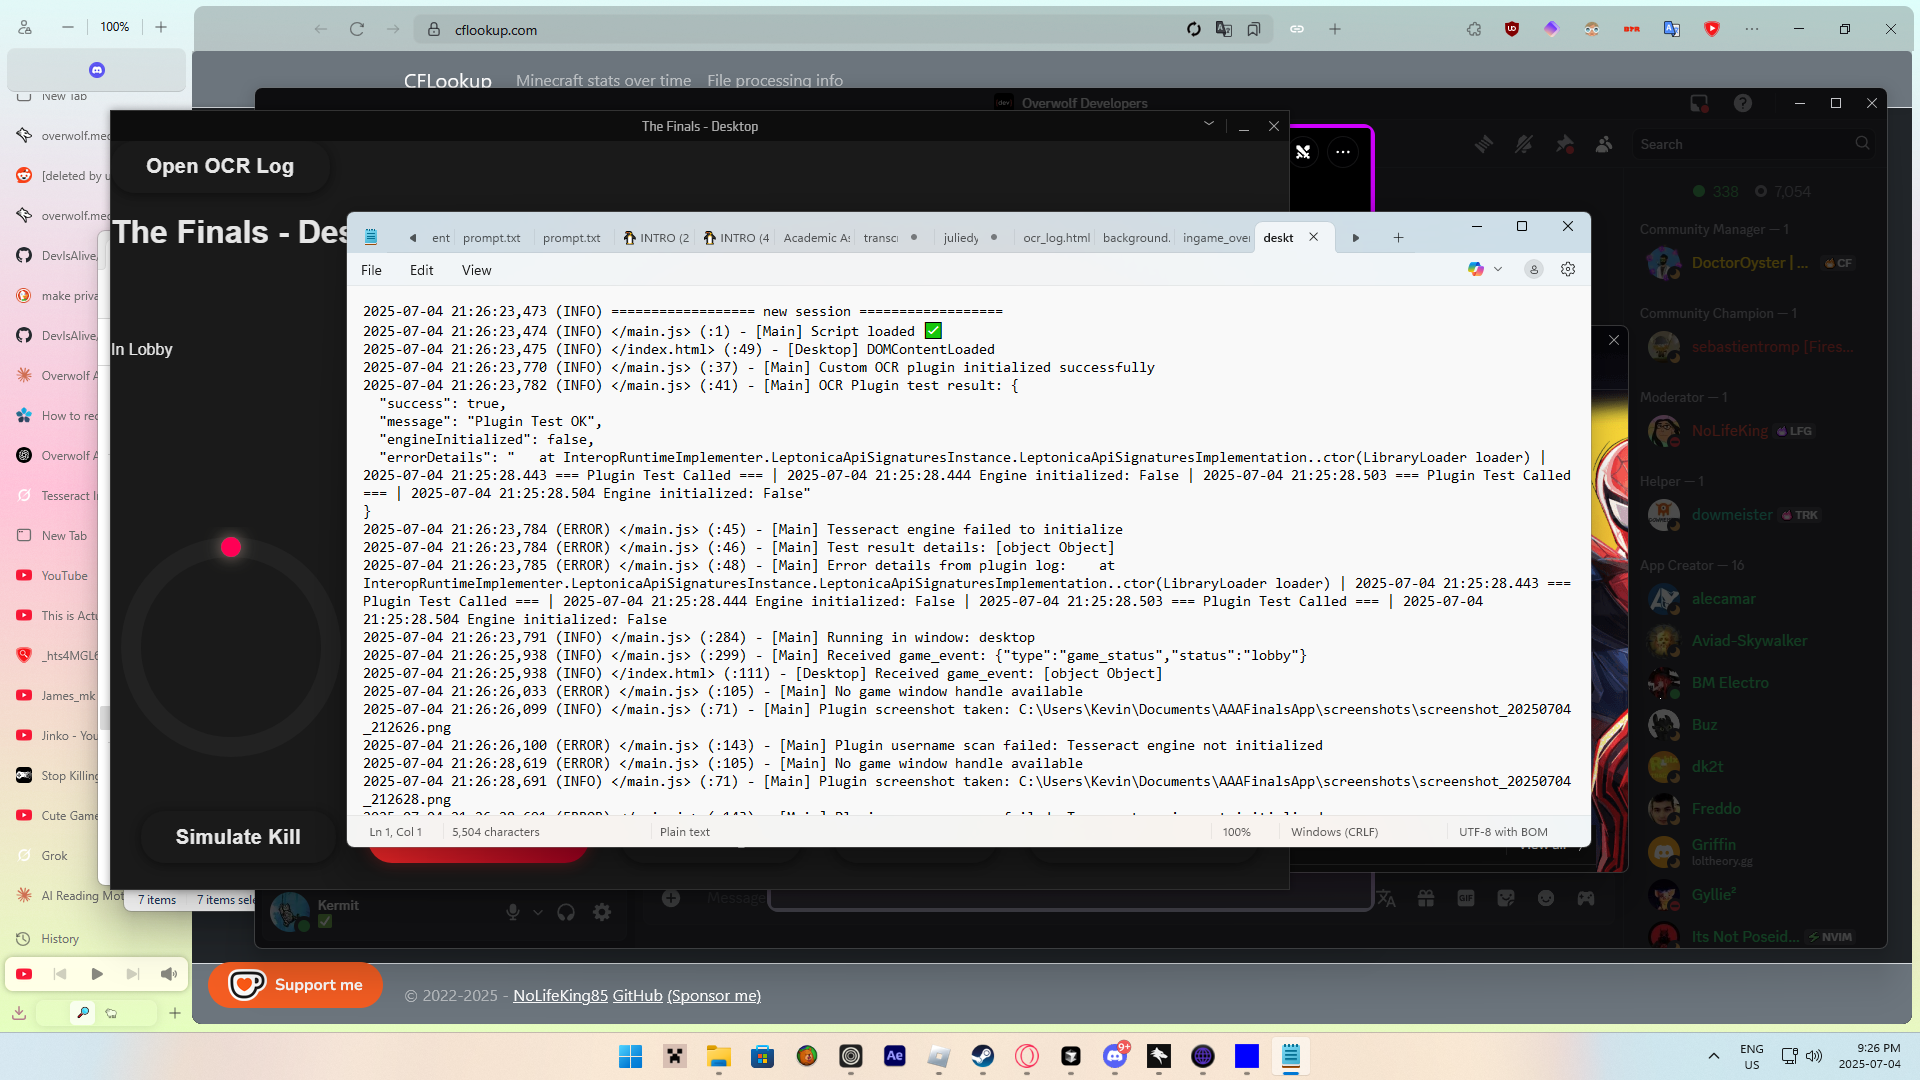 100%
cflookup.com
CFLookup
Minecraft stats over time
File processing info
New Tab
Overwolf Developers
overwolf.med
The Finals - Desktop
Search
Open OCR Log
[deleted by u
338
7,054
overwolf.med
The Finals - Des
Community Manager — 1
ent
prompt.txt
prompt.txt
INTRO (2
INTRO (4
Academic As
transcri
juliedy
ocr_log.html
background.
ingame_over
deskt
DevIsAlive/
DoctorOyster | ...
CF
File
Edit
View
make priva
Community Champion — 1
DevIsAlive/
sebastientromp [Fires...
In Lobby
2025-07-04 21:26:23,473 (INFO) ================== new session ==================
2025-07-04 21:26:23,474 (INFO) </main.js> (:1) - [Main] Script loaded ✅
2025-07-04 21:26:23,475 (INFO) </index.html> (:49) - [Desktop] DOMContentLoaded
2025-07-04 21:26:23,770 (INFO) </main.js> (:37) - [Main] Custom OCR plugin initialized successfully
2025-07-04 21:26:23,782 (INFO) </main.js> (:41) - [Main] OCR Plugin test result: {
"success": true,
"message": "Plugin Test OK",
"engineInitialized": false,
"errorDetails": "   at InteropRuntimeImplementer.LeptonicaApiSignaturesInstance.LeptonicaApiSignaturesImplementation..ctor(LibraryLoader loader) |
2025-07-04 21:25:28.443 === Plugin Test Called === | 2025-07-04 21:25:28.444 Engine initialized: False | 2025-07-04 21:25:28.503 === Plugin Test Called
=== | 2025-07-04 21:25:28.504 Engine initialized: False"
}
2025-07-04 21:26:23,784 (ERROR) </main.js> (:45) - [Main] Tesseract engine failed to initialize
2025-07-04 21:26:23,784 (ERROR) </main.js> (:46) - [Main] Test result details: [object Object]
2025-07-04 21:26:23,785 (ERROR) </main.js> (:48) - [Main] Error details from plugin log:    at
InteropRuntimeImplementer.LeptonicaApiSignaturesInstance.LeptonicaApiSignaturesImplementation..ctor(LibraryLoader loader) | 2025-07-04 21:25:28.443 ===
Plugin Test Called === | 2025-07-04 21:25:28.444 Engine initialized: False | 2025-07-04 21:25:28.503 === Plugin Test Called === | 2025-07-04
21:25:28.504 Engine initialized: False
2025-07-04 21:26:23,791 (INFO) </main.js> (:284) - [Main] Running in window: desktop
2025-07-04 21:26:25,938 (INFO) </main.js> (:299) - [Main] Received game_event: {"type":"game_status","status":"lobby"}
2025-07-04 21:26:25,938 (INFO) </index.html> (:111) - [Desktop] Received game_event: [object Object]
2025-07-04 21:26:26,033 (ERROR) </main.js> (:105) - [Main] No game window handle available
2025-07-04 21:26:26,099 (INFO) </main.js> (:71) - [Main] Plugin screenshot taken: C:\Users\Kevin\Documents\AAAFinalsApp\screenshots\screenshot_20250704
_212626.png
2025-07-04 21:26:26,100 (ERROR) </main.js> (:143) - [Main] Plugin username scan failed: Tesseract engine not initialized
2025-07-04 21:26:28,619 (ERROR) </main.js> (:105) - [Main] No game window handle available
2025-07-04 21:26:28,691 (INFO) </main.js> (:71) - [Main] Plugin screenshot taken: C:\Users\Kevin\Documents\AAAFinalsApp\screenshots\screenshot_20250704
_212628.png
Ln 1, Col 1
5,504 characters
Plain text
100%
Windows (CRLF)
UTF-8 with BOM
Overwolf A
How to rec
Overwolf A
Tesseract In
New Tab
YouTube
This is Actu
_hts4MGL6
James_mk
Jinko - You
Stop Killing
Cute Game
Grok
AI Reading Mot
History
Moderator — 1
NoLifeKing
LFG
Helper — 1
dowmeister
TRK
App Creator — 16
alecamar
Aviad-Skywalker
BM Electro
Buz
dk2t
Freddo
Griffin
loltheory.gg
Gyllie²
Its Not Poseid...
NVIM
Simulate Kill
View all
7 items
7 items sele
Kermit
Message
Support me
© 2022-2025 - NoLifeKing85 GitHub (Sponsor me)
Ae
9+
ENG
US
9:26 PM
2025-07-04